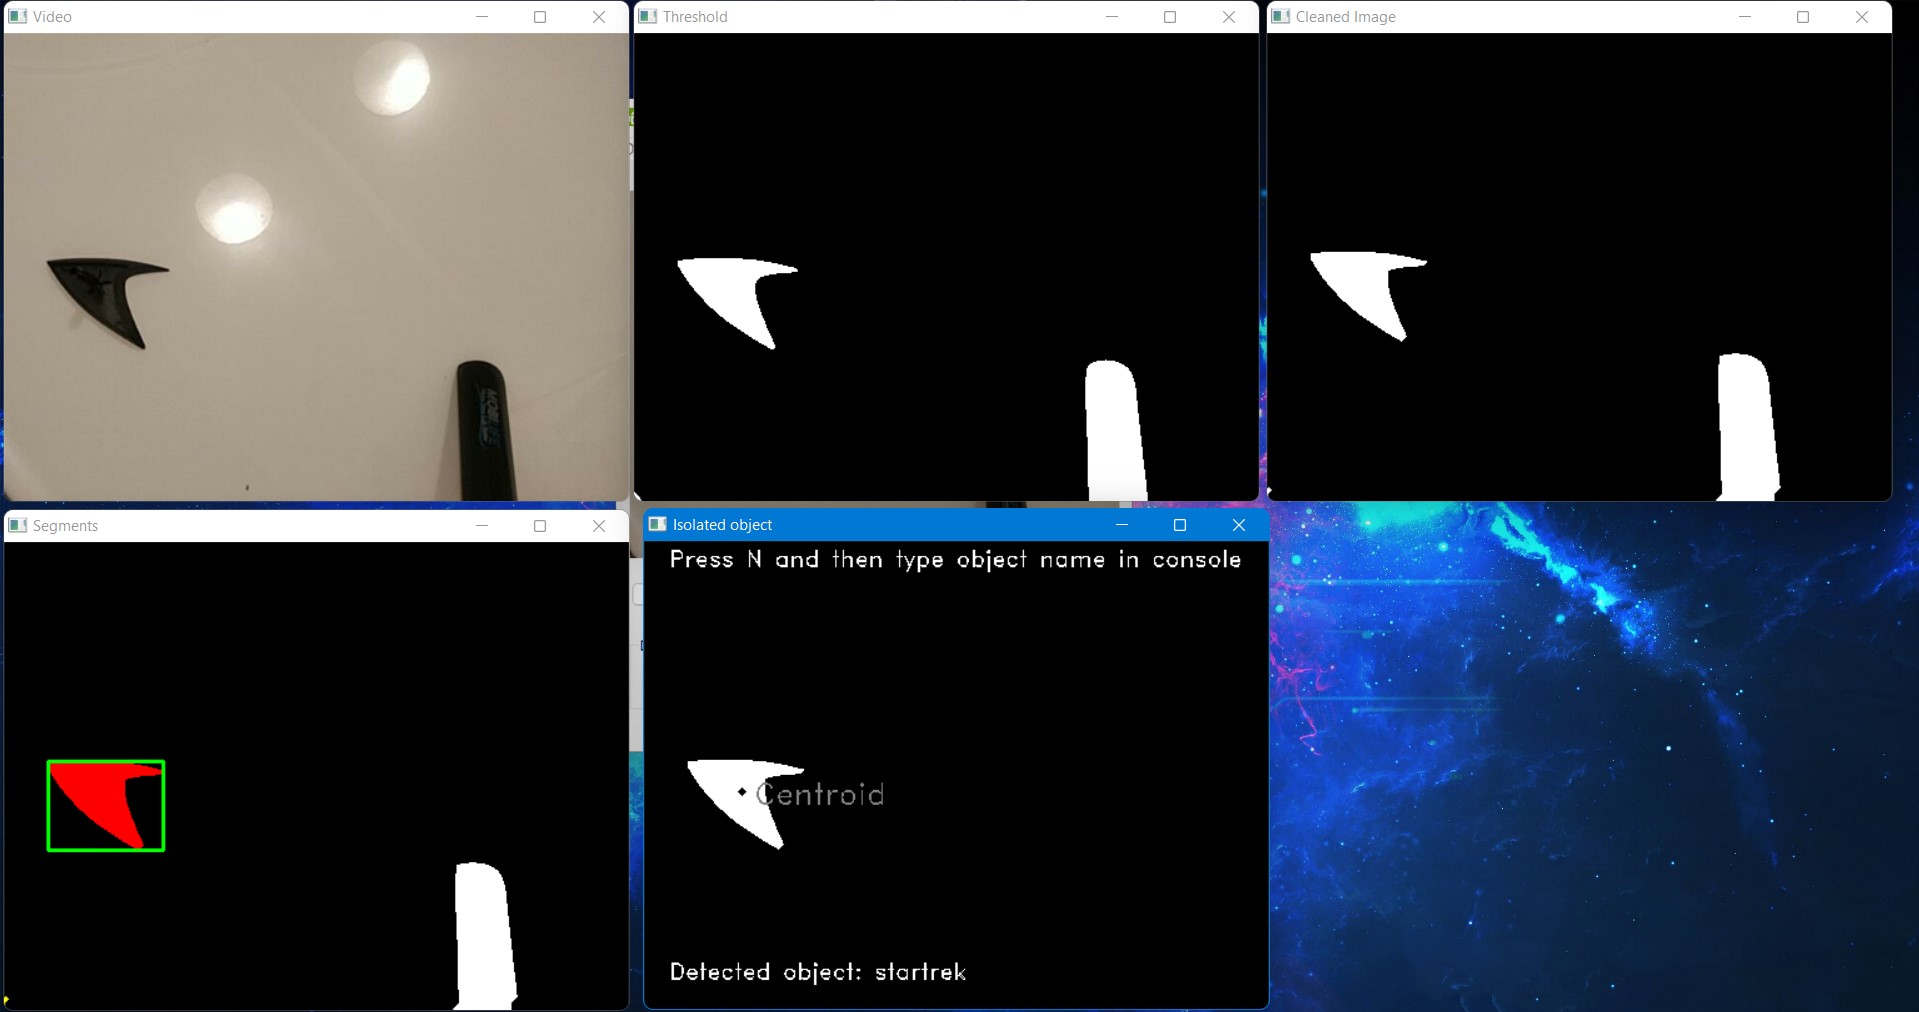 Video
Threshold
Cleaned Image
Segments
Isolated object
Press N and then type object name in console
Centroid
Detected object: startrek